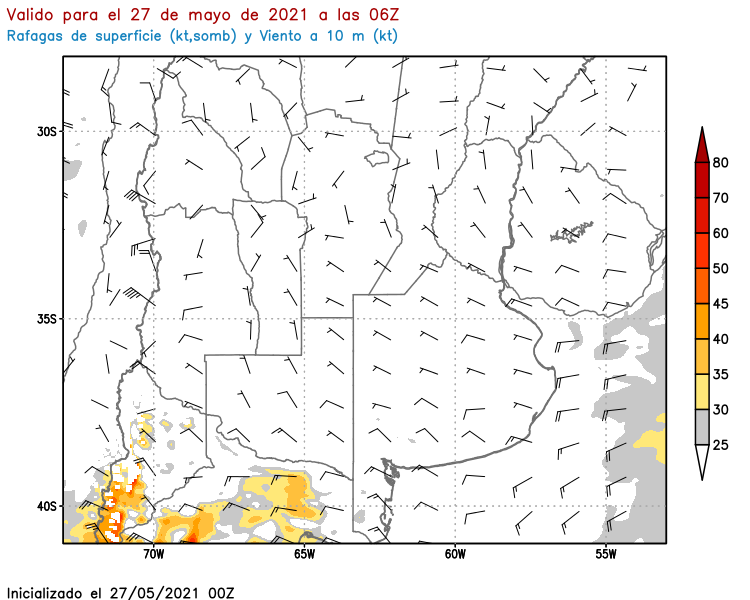 Valido para el 27 de mayo de 2021 a las 06Z
Rafagas de superficie (kt,somb) y Viento a 10 m (kt)
30S
35S
40S
70W
65W
60W
55W
80
70
60
50
45
40
35
30
25
Inicializado el 27/05/2021 00Z